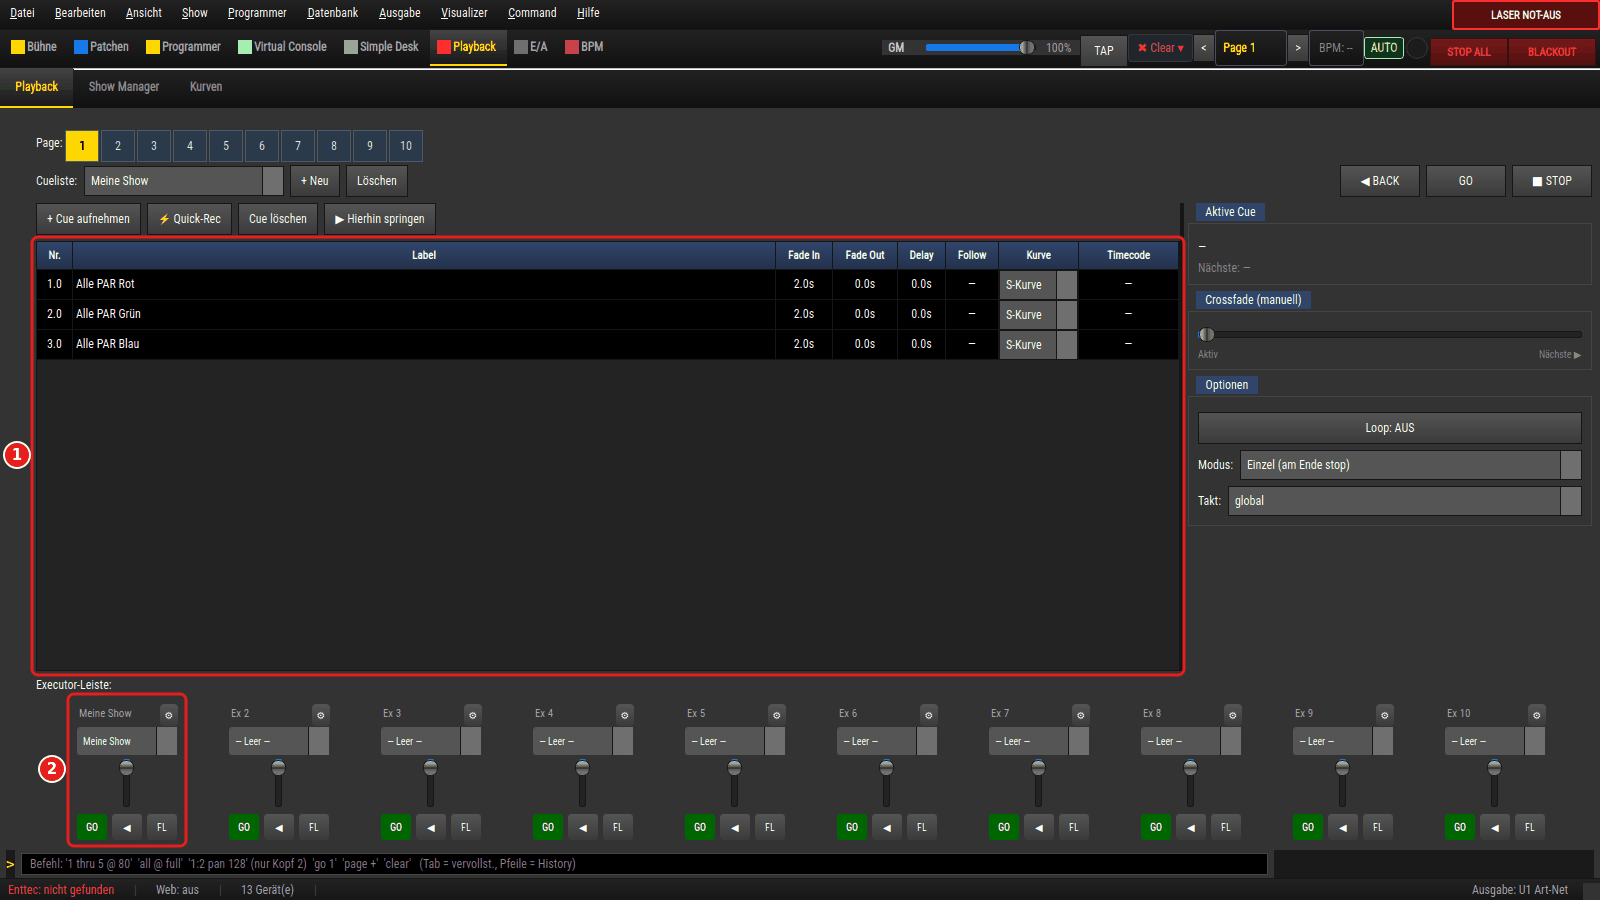 Datei Bearbeiten Ansicht Show Programmer Datenbank Ausgabe Visualizer Command Hilfe LASER NOT-AUS
Bühne Patchen Programmer Virtual Console Simple Desk Playback E/A BPM GM 100% TAP ✖ Clear ▾ < Page 1 > BPM: – AUTO STOP ALL BLACKOUT
Playback Show Manager Kurven
Page: 1 2 3 4 5 6 7 8 9 10
Cueliste: Meine Show + Neu Löschen ◀ BACK GO ■ STOP
+ Cue aufnehmen ⚡ Quick-Rec Cue löschen ▶ Hierhin springen Aktive Cue
Nr. Label Fade In Fade Out Delay Follow Kurve Timecode
1.0 Alle PAR Rot 2.0s 0.0s 0.0s – S-Kurve –
2.0 Alle PAR Grün 2.0s 0.0s 0.0s – S-Kurve –
3.0 Alle PAR Blau 2.0s 0.0s 0.0s – S-Kurve –
–
Nächste: –
Crossfade (manuell)
Aktiv Nächste ▶
Optionen
Loop: AUS
Modus: Einzel (am Ende stop)
Takt: global
1
Executor-Leiste:
Meine Show ⚙ Ex 2 ⚙ Ex 3 ⚙ Ex 4 ⚙ Ex 5 ⚙ Ex 6 ⚙ Ex 7 ⚙ Ex 8 ⚙ Ex 9 ⚙ Ex 10 ⚙
Meine Show – Leer – – Leer – – Leer – – Leer – – Leer – – Leer – – Leer – – Leer – – Leer –
2
GO ◀ FL GO ◀ FL GO ◀ FL GO ◀ FL GO ◀ FL GO ◀ FL GO ◀ FL GO ◀ FL GO ◀ FL GO ◀ FL
> Befehl: '1 thru 5 @ 80' 'all @ full' '1:2 pan 128' (nur Kopf 2) 'go 1' 'page +' 'clear' (Tab = vervollst., Pfeile = History)
Enttec: nicht gefunden Web: aus 13 Gerät(e) Ausgabe: U1 Art-Net